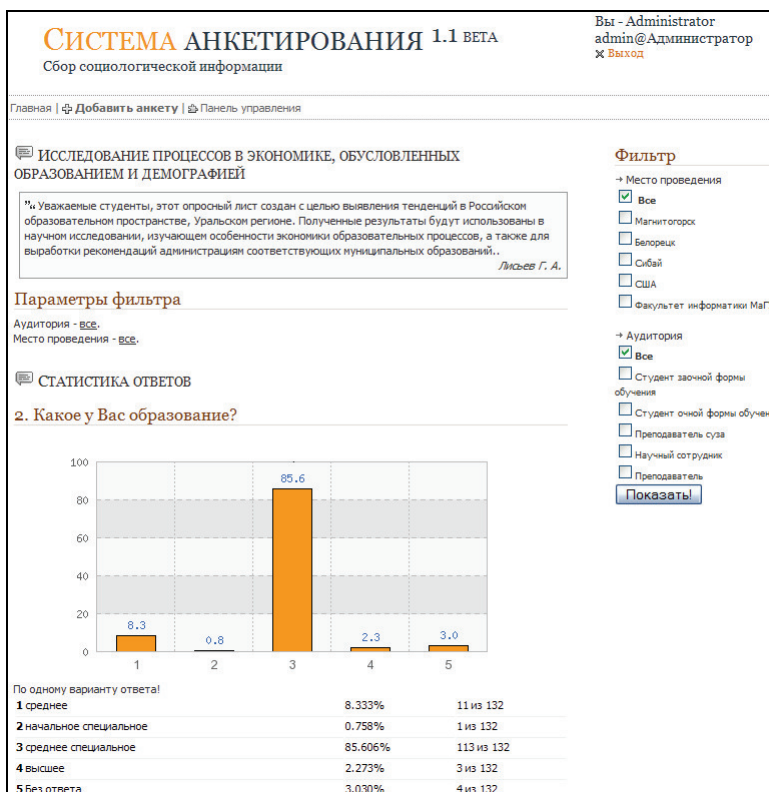 СИСТЕМА АНКЕТИРОВАНИЯ 1.1 BETA
Сбор социологической информации
Вы - Administrator
admin@Администратор
Выход
Главная | Добавить анкету | Панель управления
ИССЛЕДОВАНИЕ ПРОЦЕССОВ В ЭКОНОМИКЕ, ОБУСЛОВЛЕННЫХ
ОБРАЗОВАНИЕМ И ДЕМОГРАФИЕЙ
Уважаемые студенты, этот опросный лист создан с целью выявления тенденций в Российском
образовательном пространстве, Уральском регионе. Полученные результаты будут использованы в
научном исследовании, изучающем особенности экономики образовательных процессов, а также для
выработки рекомендаций администрациям соответствующих муниципальных образований..
Лисьев Г. А.
Параметры фильтра
Аудитория - все.
Место проведения - все.
СТАТИСТИКА ОТВЕТОВ
2. Какое у Вас образование?
100
80
60
40
20
0
8.3
0.8
85.6
2.3
3.0
1 2 3 4 5
По одному варианту ответа!
1 среднее 8.333% 11 из 132
2 начальное специальное 0.758% 1 из 132
3 среднее специальное 85.606% 113 из 132
4 высшее 2.273% 3 из 132
5 Без ответа 3.030% 4 из 132
Фильтр
→ Место проведения
Все
Магнитогорск
Белорецк
Сибай
США
Факультет информатики МаГ
→ Аудитория
Все
Студент заочной формы
обучения
Студент очной формы обучен
Преподаватель суза
Научный сотрудник
Преподаватель
Показать!